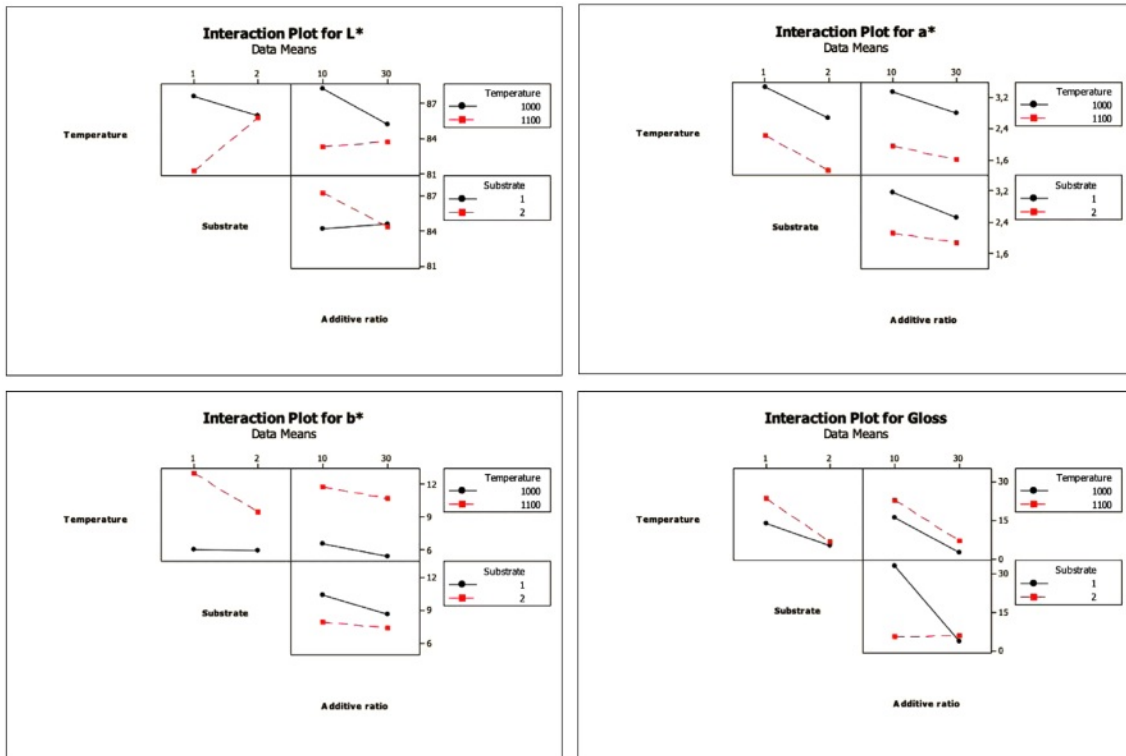 Interaction Plot for L*
Data Means
1 2 10 30
Temperature
87
84
81
Temperature
1000
1100
Substrate
87
84
81
Substrate
1
2
Additive ratio
Interaction Plot for a*
Data Means
1 2 10 30
Temperature
3,2
2,4
1,6
Temperature
1000
1100
Substrate
3,2
2,4
1,6
Substrate
1
2
Additive ratio
Interaction Plot for b*
Data Means
1 2 10 30
Temperature
12
9
6
Temperature
1000
1100
Substrate
12
9
6
Substrate
1
2
Additive ratio
Interaction Plot for Gloss
Data Means
1 2 10 30
Temperature
30
15
0
Temperature
1000
1100
Substrate
30
15
0
Substrate
1
2
Additive ratio